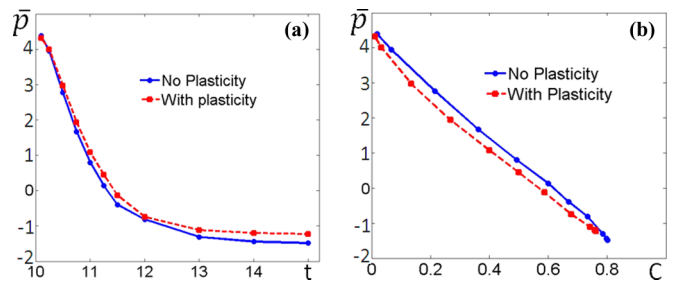 p̄ (a)
4
3
2
1
0
-1
-2
No Plasticity
With plasticity
10 11 12 13 14 t
p̄ (b)
4
3
2
1
0
-1
-2
No Plasticity
With Plasticity
0 0.2 0.4 0.6 0.8 C